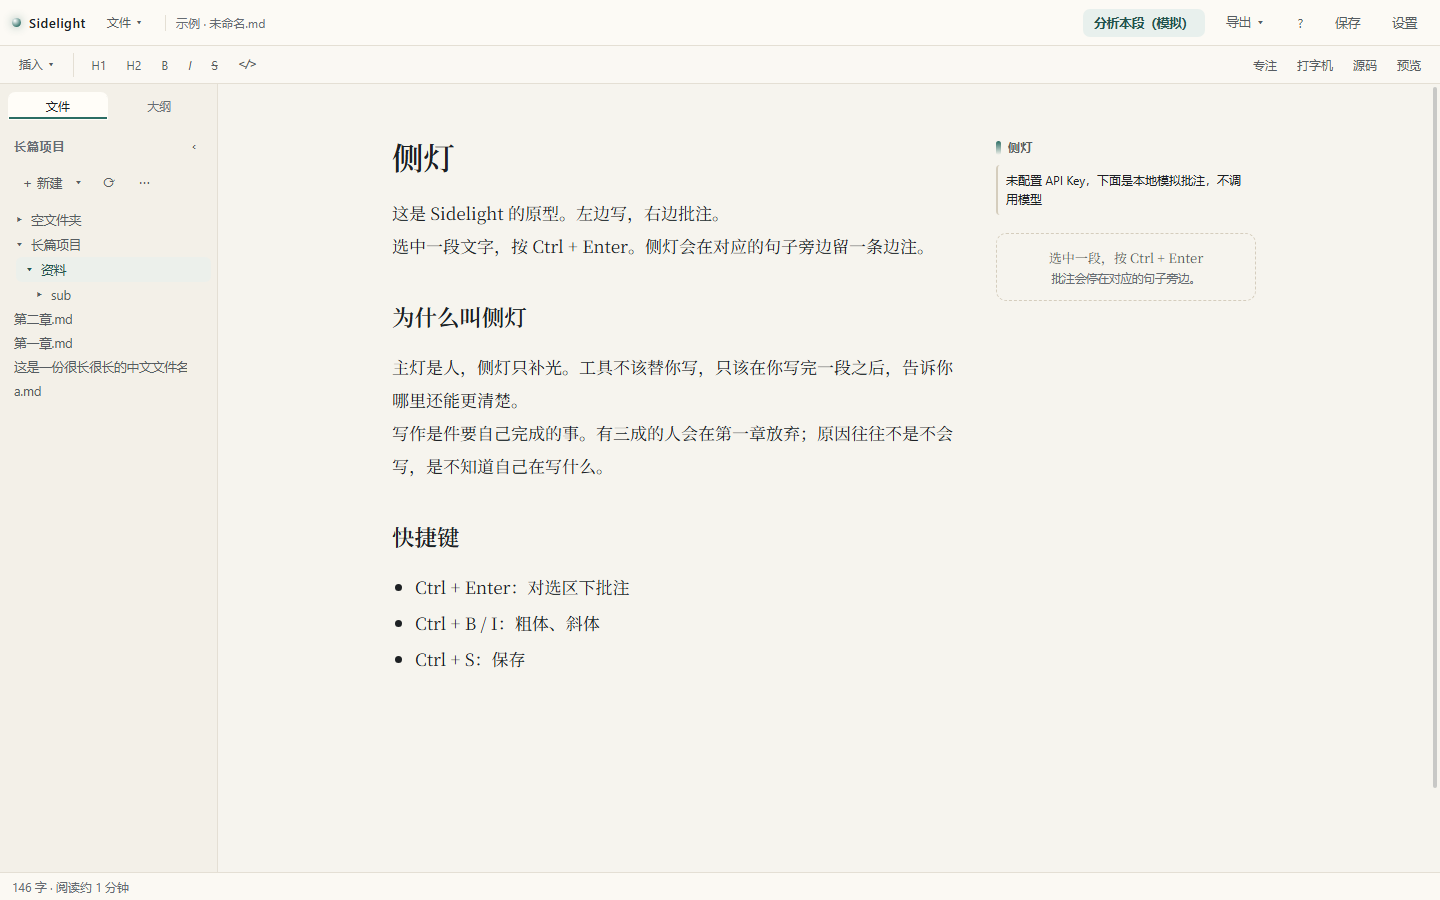 Sidelight
文件
示例 · 未命名.md
分析本段（模拟）
导出
?
保存
设置
插入
H1
H2
B
I
S
</>
专注
打字机
源码
预览
文件
大纲
长篇项目
+ 新建
...
空文件夹
长篇项目
资料
sub
第二章.md
第一章.md
这是一份很长很长的中文文件名
a.md
侧灯
这是 Sidelight 的原型。左边写，右边批注。
选中一段文字，按 Ctrl + Enter。侧灯会在对应的句子旁边留一条边注。
为什么叫侧灯
主灯是人，侧灯只补光。工具不该替你写，只该在你写完一段之后，告诉你
哪里还能更清楚。
写作是件要自己完成的事。有三成的人会在第一章放弃；原因往往不是不会
写，是不知道自己在写什么。
快捷键
Ctrl + Enter：对选区下批注
Ctrl + B / I：粗体、斜体
Ctrl + S：保存
侧灯
未配置 API Key，下面是本地模拟批注，不调
用模型
选中一段，按 Ctrl + Enter
批注会停在对应的句子旁边。
146 字 · 阅读约 1 分钟